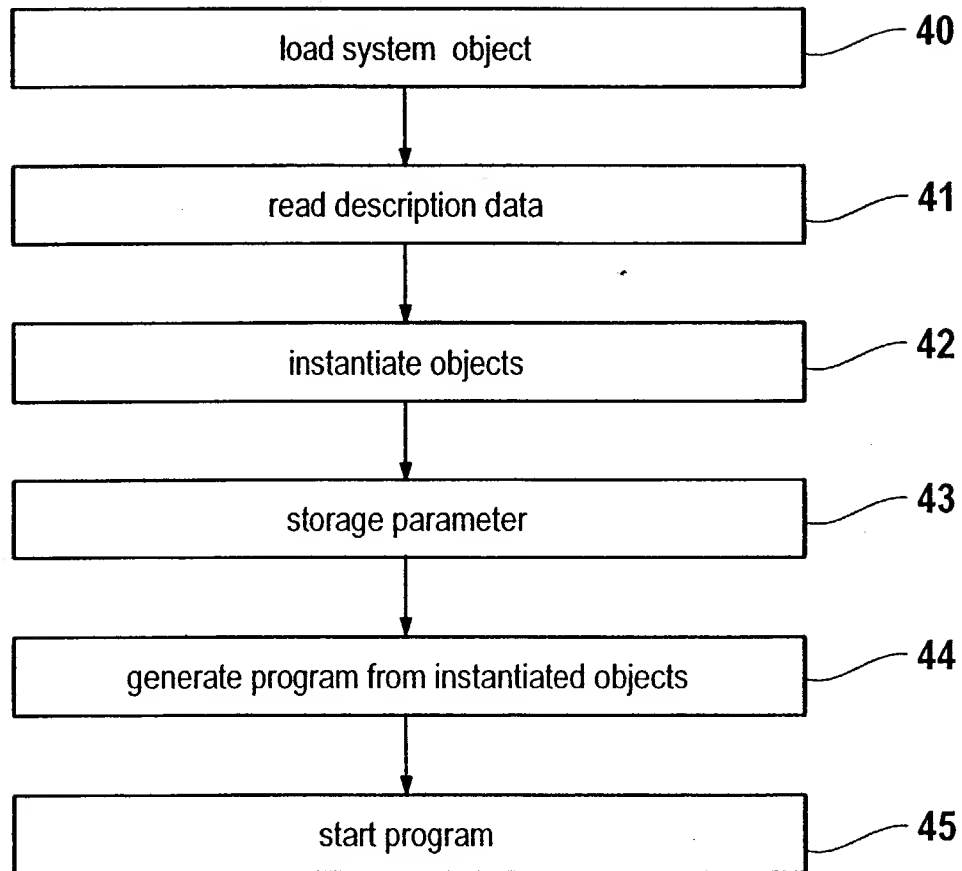 load system object
40
read description data
41
instantiate objects
42
storage parameter
43
generate program from instantiated objects
44
start program
45